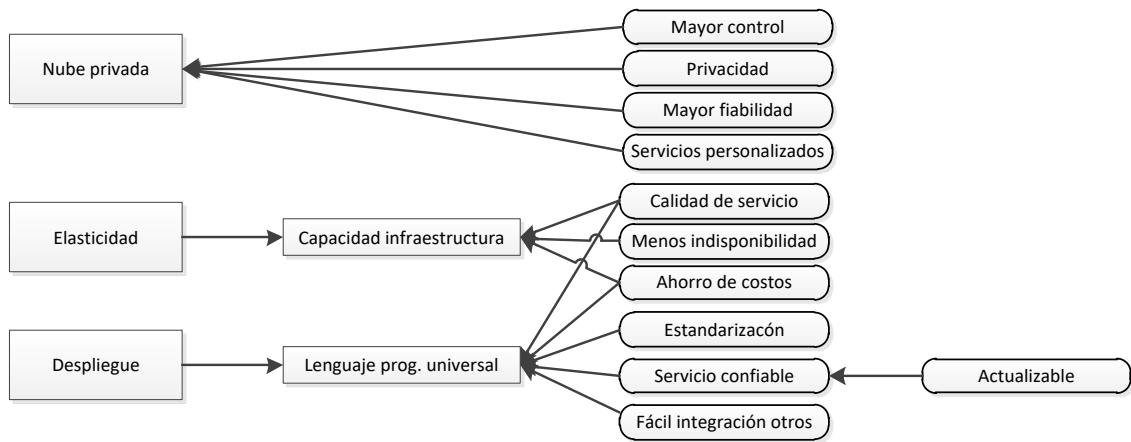 Mayor control
Nube privada
Privacidad
Mayor fiabilidad
Servicios personalizados
Calidad de servicio
Elasticidad
Capacidad infraestructura
Menos indisponibilidad
Ahorro de costos
Estandarizacón
Despliegue
Lenguaje prog. universal
Servicio confiable
Actualizable
Fácil integración otros